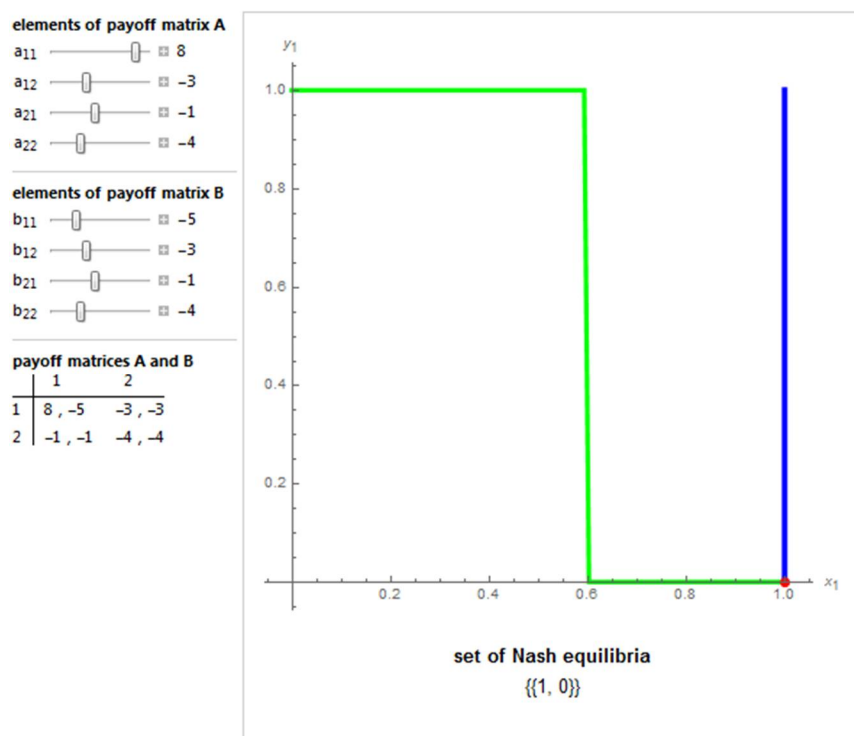 elements of payoff matrix A
a11 8
a12 −3
a21 −1
a22 −4
elements of payoff matrix B
b11 −5
b12 −3
b21 −1
b22 −4
payoff matrices A and B
1 2
1 8 , −5 −3 , −3
2 −1 , −1 −4 , −4
y1
1.0
0.8
0.6
0.4
0.2
0.2 0.4 0.6 0.8 1.0 x1
set of Nash equilibria
{{1, 0}}